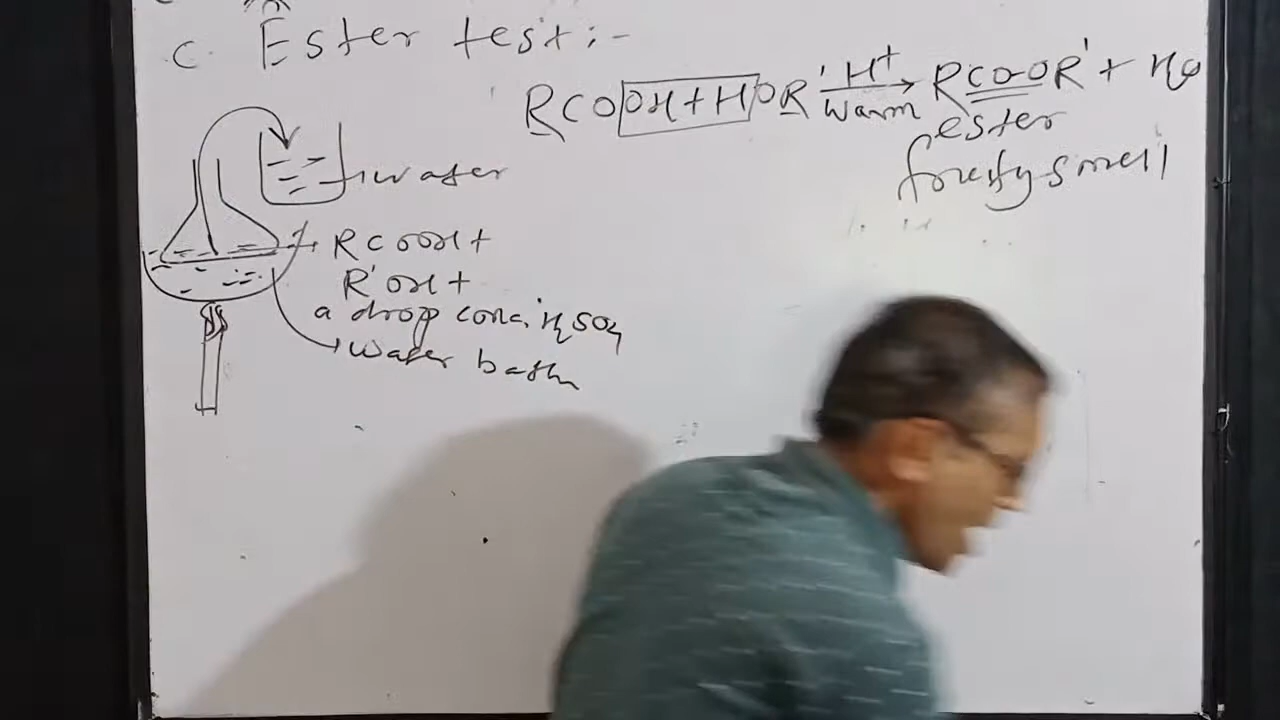 C. Ester test :-
RCOOH + HOR' H+ warm → RCOOR' + H2O
ester
fruity smell
water
RCOOH +
R'OH +
a drop conc. H2SO4
water bath